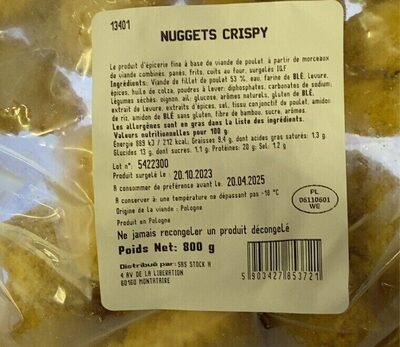 13401
NUGGETS CRISPY
Le produit d'épicerie fine à base de viande de poulet, à partir de morceaux
de viande combinés, panés, frits, cuits au four, surgelés IQF
Ingrédients: Viande de fillet de poulet 53 %, eau, farine de BLÉ, levure,
épices, huile de colza, poudres à lever: diphosphates, carbonates de sodium;
légumes séchés: oignon, ail; glucose, arômes naturels, gluten de BLÉ,
extrait de levure, extraits d'épices, sel, tissu conjonctif de poulet, amidon
de riz, amidon de BLÉ sans gluten, fibre de bambou, sucre, arômes.
Les allergènes sont en gras dans la liste des ingrédients.
Valeurs nutritionnelles pour 100 g:
Énergie 889 kJ / 212 kcal, Graisses 8.4 g, dont acides gras saturés: 1.3 g,
Glucides 13 g, dont sucres: 1.1 g; Protéines: 20 g; Sel: 1.2 g
Lot n°: 5422300
Produit surgelé le : 20.10.2023
A consommer de préférence avant le: 20.04.2025
A conserver à: une température ne dépassant pas -18 °C
Origine de la viande : Pologne
Produit en Pologne
PL
06110601
WE
Ne jamais recongeler un produit décongelé
Poids Net: 800 g
Distribué par: SAS STOCK H
4 AV DE LA LIBERATION
60160 MONTATAIRE
5 903427 853721